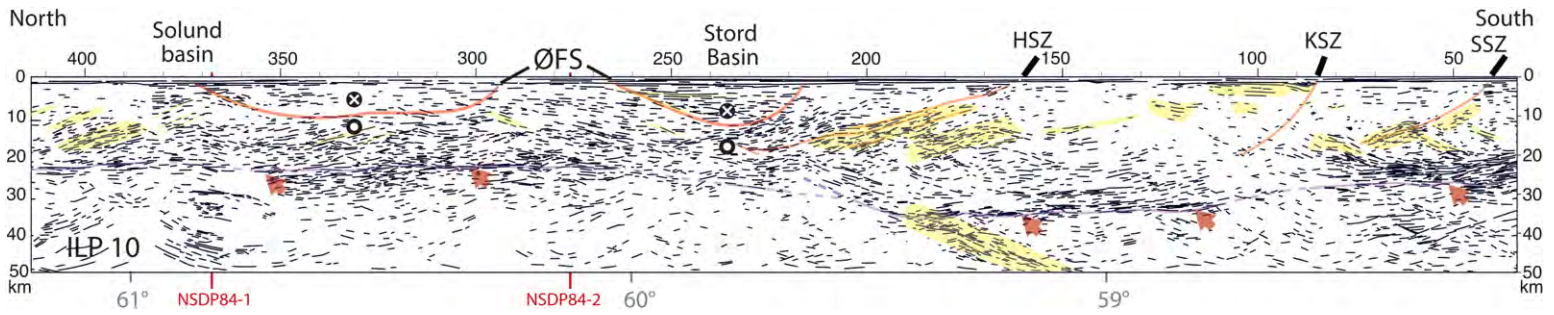 North
South
Solund
basin
Stord
Basin
ØFS
HSZ
KSZ
SSZ
400 350 300 250 200 150 100 50
0 0
10 10
20 20
30 30
40 40
50 50
km km
ILP 10
61° 60° 59°
NSDP84-1 NSDP84-2